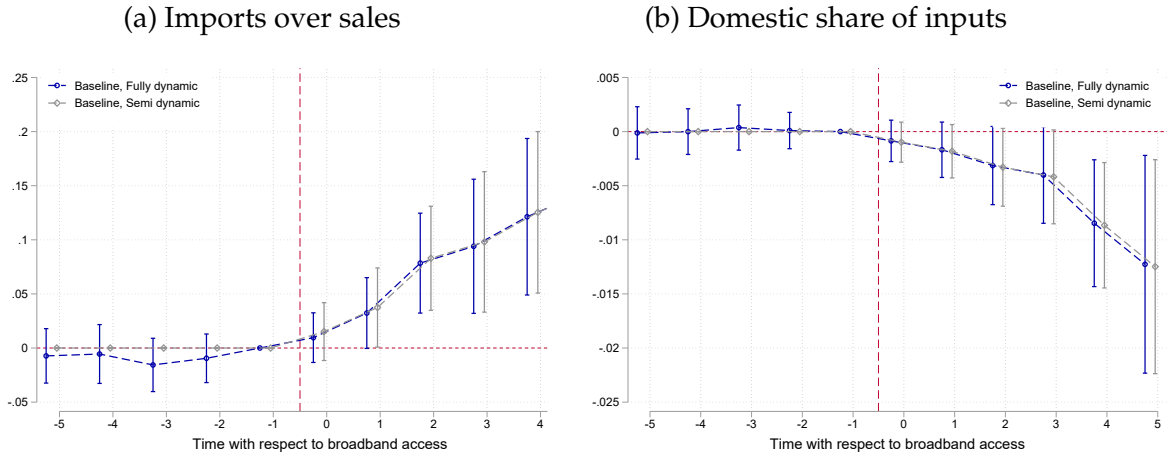 (a) Imports over sales
.25
.2
.15
.1
.05
0
-.05
Baseline, Fully dynamic
Baseline, Semi dynamic
-5 -4 -3 -2 -1 0 1 2 3 4
Time with respect to broadband access
(b) Domestic share of inputs
.005
0
-.005
-.01
-.015
-.02
-.025
Baseline, Fully dynamic
Baseline, Semi dynamic
-5 -4 -3 -2 -1 0 1 2 3 4 5
Time with respect to broadband access